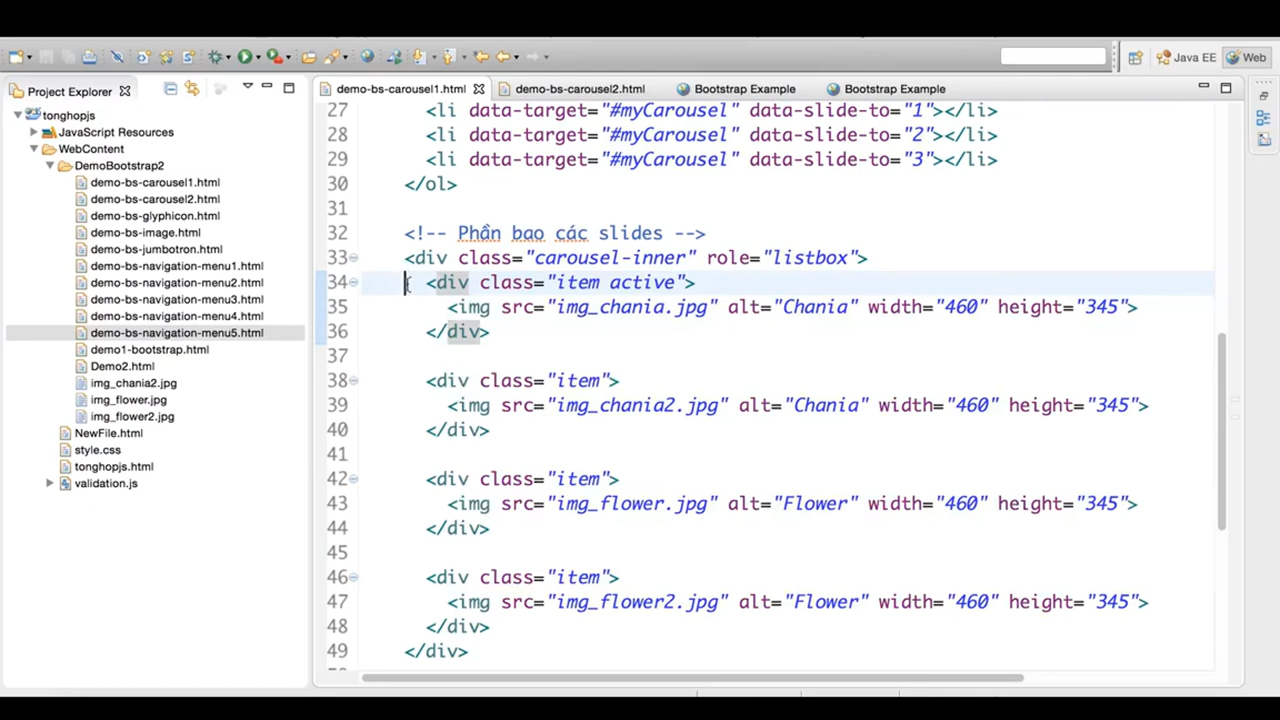 Java EE
Web
Project Explorer
demo-bs-carousel1.html
demo-bs-carousel2.html
Bootstrap Example
Bootstrap Example
tonghopjs
JavaScript Resources
WebContent
DemoBootstrap2
demo-bs-carousel1.html
demo-bs-carousel2.html
demo-bs-glyphicon.html
demo-bs-image.html
demo-bs-jumbotron.html
demo-bs-navigation-menu1.html
demo-bs-navigation-menu2.html
demo-bs-navigation-menu3.html
demo-bs-navigation-menu4.html
demo-bs-navigation-menu5.html
demo1-bootstrap.html
Demo2.html
img_chania2.jpg
img_flower.jpg
img_flower2.jpg
NewFile.html
style.css
tonghopjs.html
validation.js
27 <li data-target="#myCarousel" data-slide-to="1"></li>
28 <li data-target="#myCarousel" data-slide-to="2"></li>
29 <li data-target="#myCarousel" data-slide-to="3"></li>
30 </ol>
31
32 <!-- Phần bao các slides -->
33 <div class="carousel-inner" role="listbox">
34 <div class="item active">
35 <img src="img_chania.jpg" alt="Chania" width="460" height="345">
36 </div>
37
38 <div class="item">
39 <img src="img_chania2.jpg" alt="Chania" width="460" height="345">
40 </div>
41
42 <div class="item">
43 <img src="img_flower.jpg" alt="Flower" width="460" height="345">
44 </div>
45
46 <div class="item">
47 <img src="img_flower2.jpg" alt="Flower" width="460" height="345">
48 </div>
49 </div>